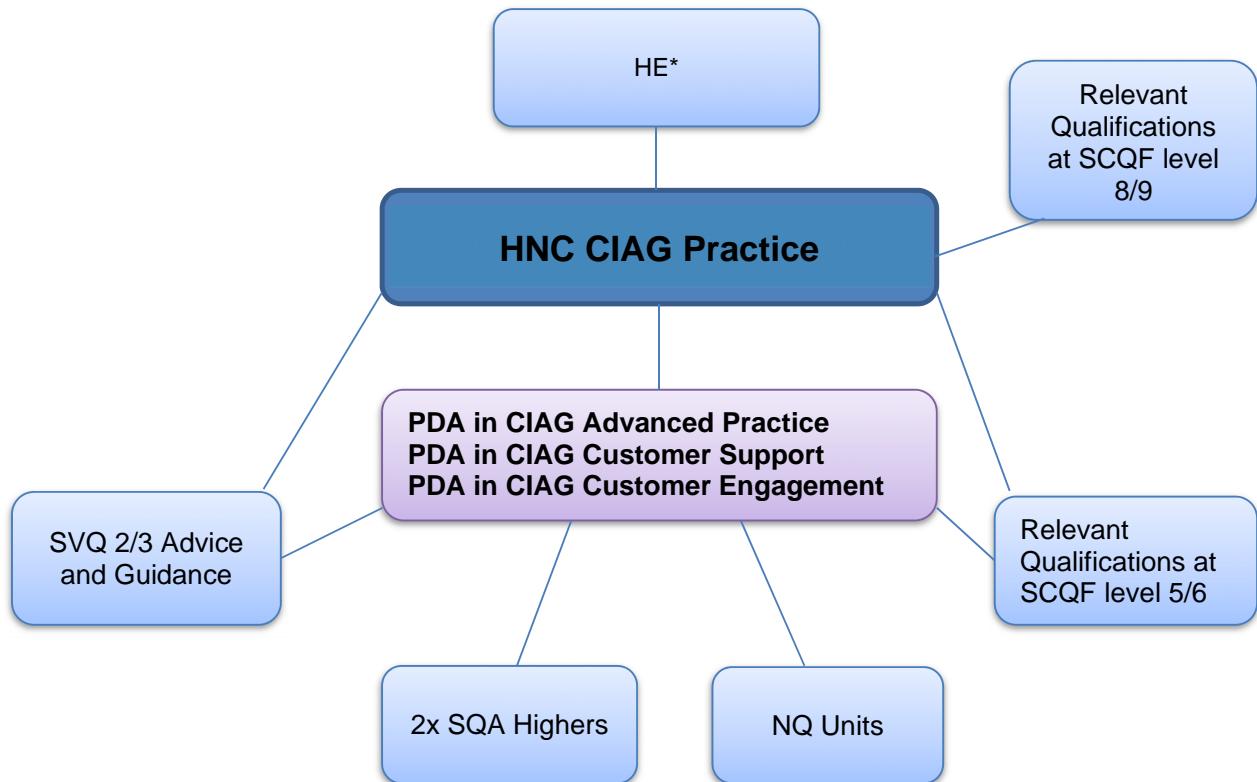 HE*
Relevant
Qualifications
at SCQF level
8/9
HNC CIAG Practice
PDA in CIAG Advanced Practice
PDA in CIAG Customer Support
PDA in CIAG Customer Engagement
SVQ 2/3 Advice
and Guidance
Relevant
Qualifications at
SCQF level 5/6
2x SQA Highers
NQ Units